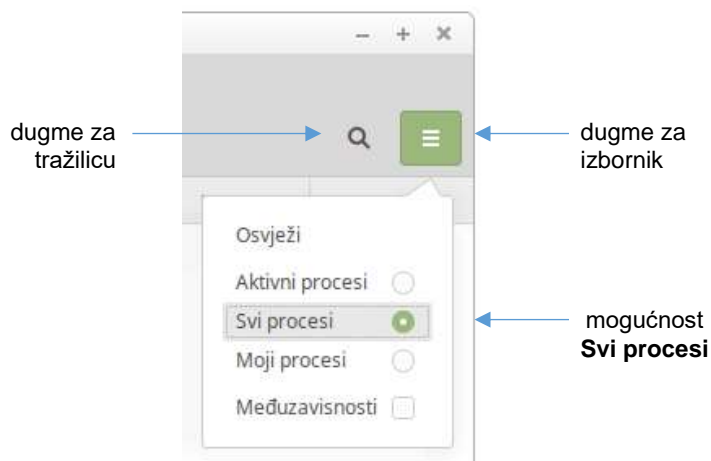 dugme za
tražilicu
dugme za
izbornik
Osvježi
Aktivni procesi
Svi procesi
Moji procesi
Međuzavisnosti
mogućnost
Svi procesi